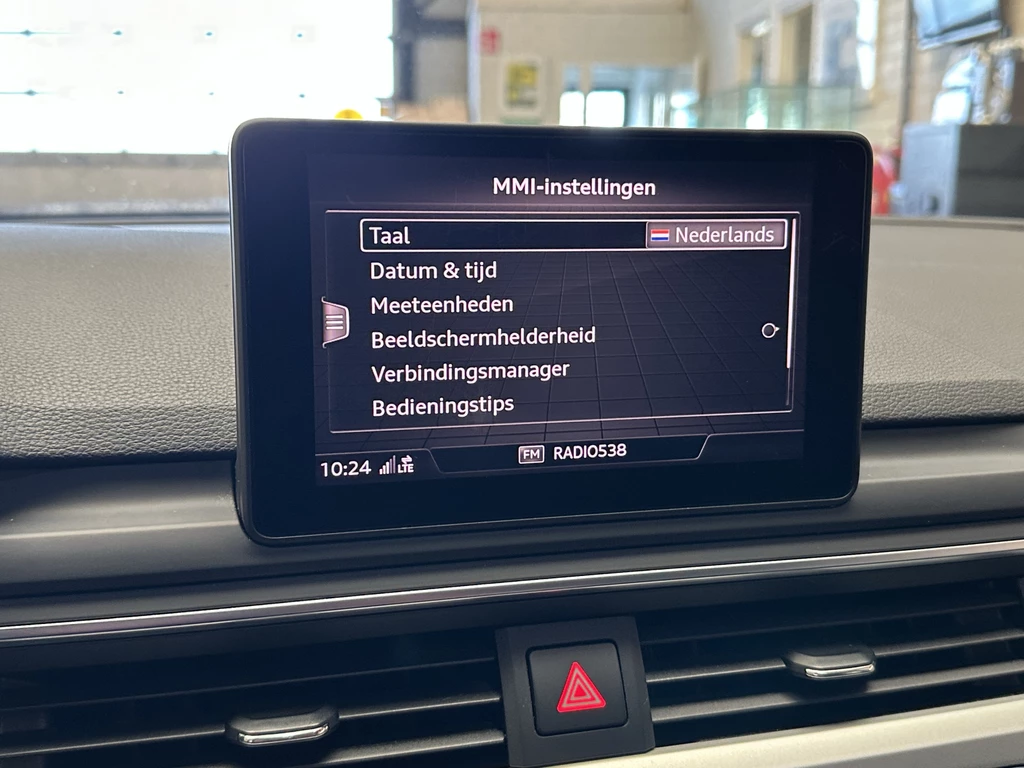 MMI-instellingen
Taal Nederlands
Datum & tijd
Meeteenheden
Beeldschermhelderheid
Verbindingsmanager
Bedieningstips
10:24 LTE FM RADIO538